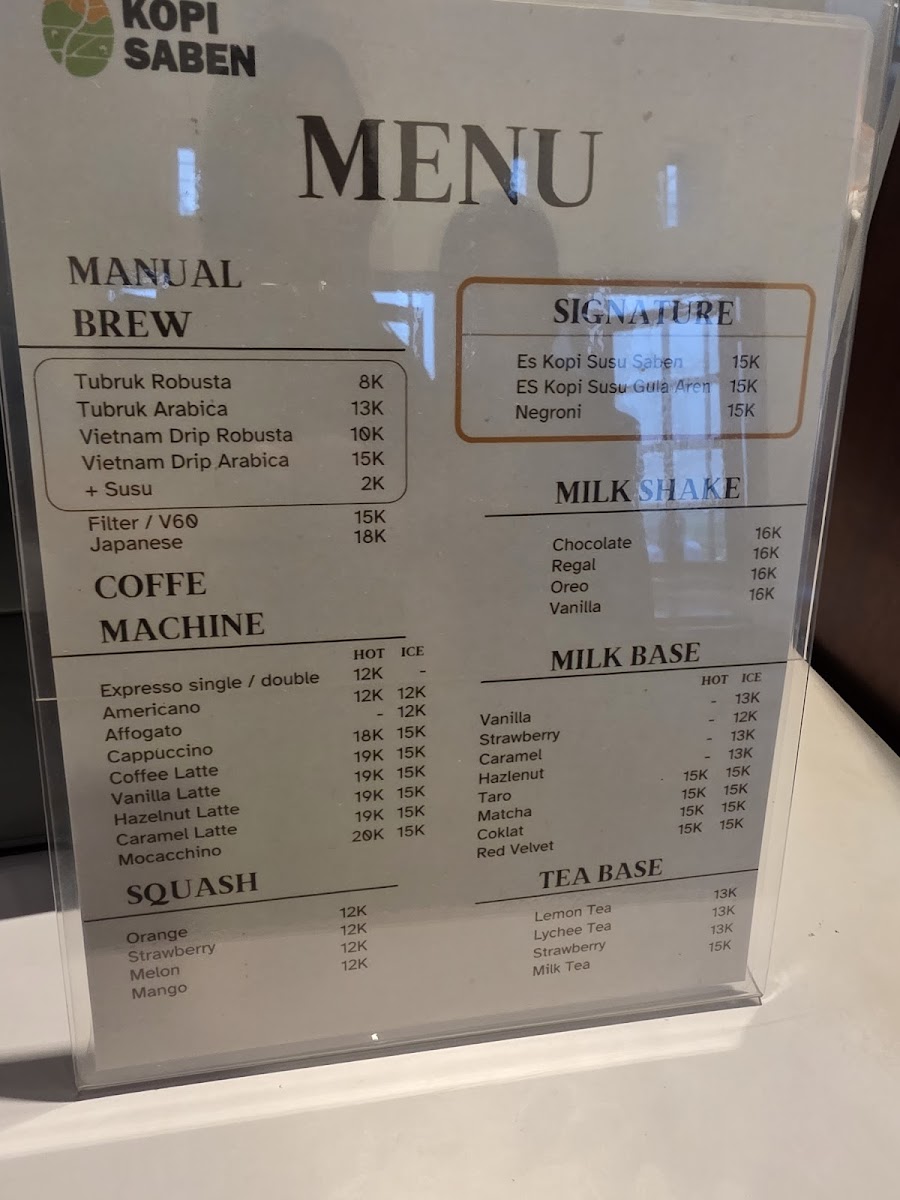 KOPI
SABEN
MENU
MANUAL
BREW
Tubruk Robusta 8K
Tubruk Arabica 13K
Vietnam Drip Robusta 10K
Vietnam Drip Arabica 15K
+ Susu 2K
Filter / V60 15K
Japanese 18K
COFFE
MACHINE
HOT ICE
Expresso single / double 12K -
Americano 12K 12K
Affogato - 12K
Cappuccino 18K 15K
Coffee Latte 19K 15K
Vanilla Latte 19K 15K
Hazelnut Latte 19K 15K
Caramel Latte 19K 15K
Mocacchino 20K 15K
SQUASH
Orange 12K
Strawberry 12K
Melon 12K
Mango 12K
SIGNATURE
Es Kopi Susu Saben 15K
ES Kopi Susu Gula Aren 15K
Negroni 15K
MILK SHAKE
Chocolate 16K
Regal 16K
Oreo 16K
Vanilla 16K
MILK BASE
HOT ICE
Vanilla - 13K
Strawberry - 12K
Caramel - 13K
Hazlenut - 13K
Taro 15K 15K
Matcha 15K 15K
Coklat 15K 15K
Red Velvet 15K 15K
TEA BASE
Lemon Tea 13K
Lychee Tea 13K
Strawberry 13K
Milk Tea 15K